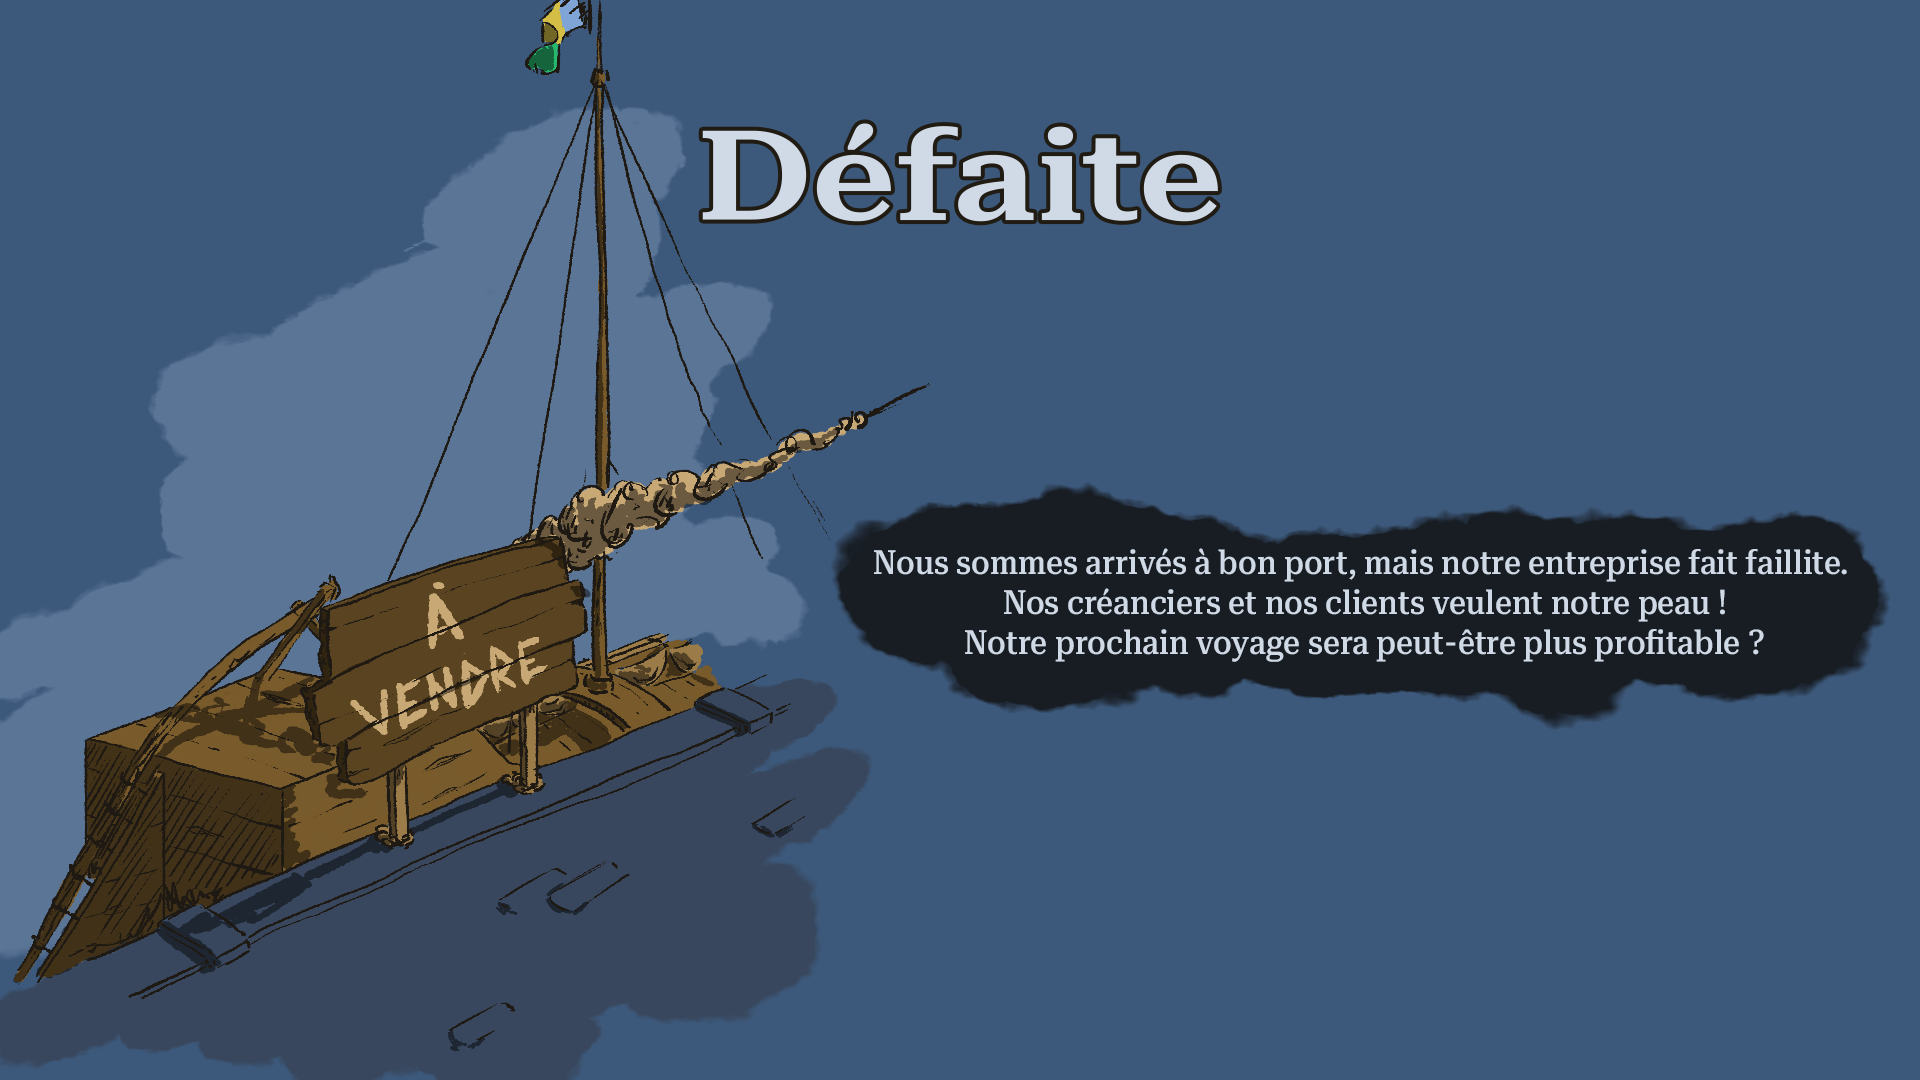 Défaite
Nous sommes arrivés à bon port, mais notre entreprise fait faillite.
Nos créanciers et nos clients veulent notre peau !
Notre prochain voyage sera peut-être plus profitable ?
À
VENDRE